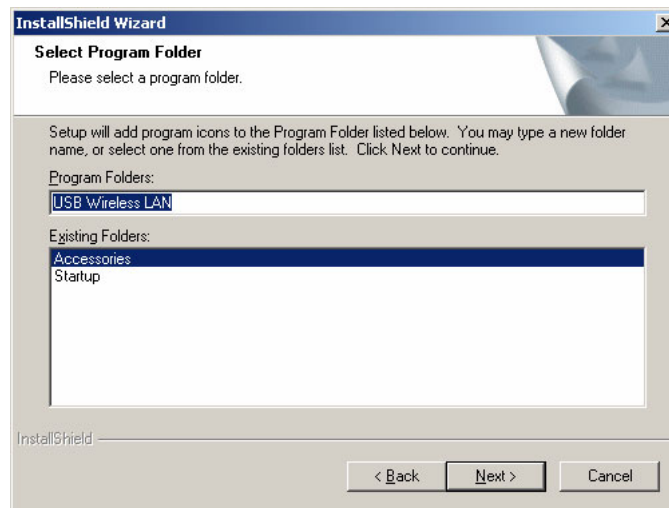 InstallShield Wizard
Select Program Folder
Please select a program folder.
Setup will add program icons to the Program Folder listed below. You may type a new folder
name, or select one from the existing folders list. Click Next to continue.
Program Folders:
USB Wireless LAN
Existing Folders:
Accessories
Startup
InstallShield
< Back Next > Cancel